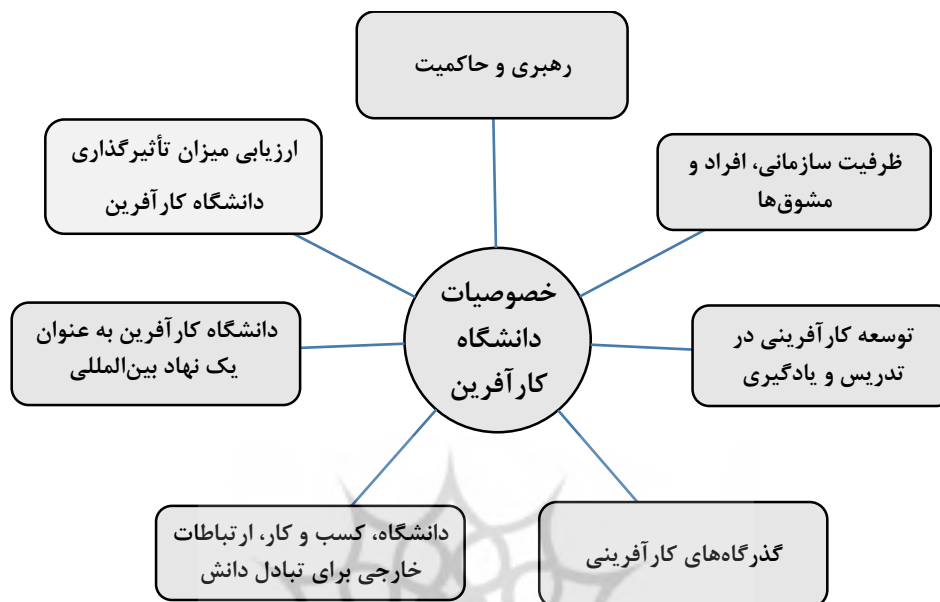 رهبری و حاکمیت
ظرفیت سازمانی، افراد و
مشوق‌ها
توسعه کارآفرینی در
تدریس و یادگیری
گذرگاه‌های کارآفرینی
دانشگاه، کسب و کار، ارتباطات
خارجی برای تبادل دانش
دانشگاه کارآفرین به عنوان
یک نهاد بین‌المللی
ارزیابی میزان تأثیرگذاری
دانشگاه کارآفرین
خصوصیات
دانشگاه
کارآفرین